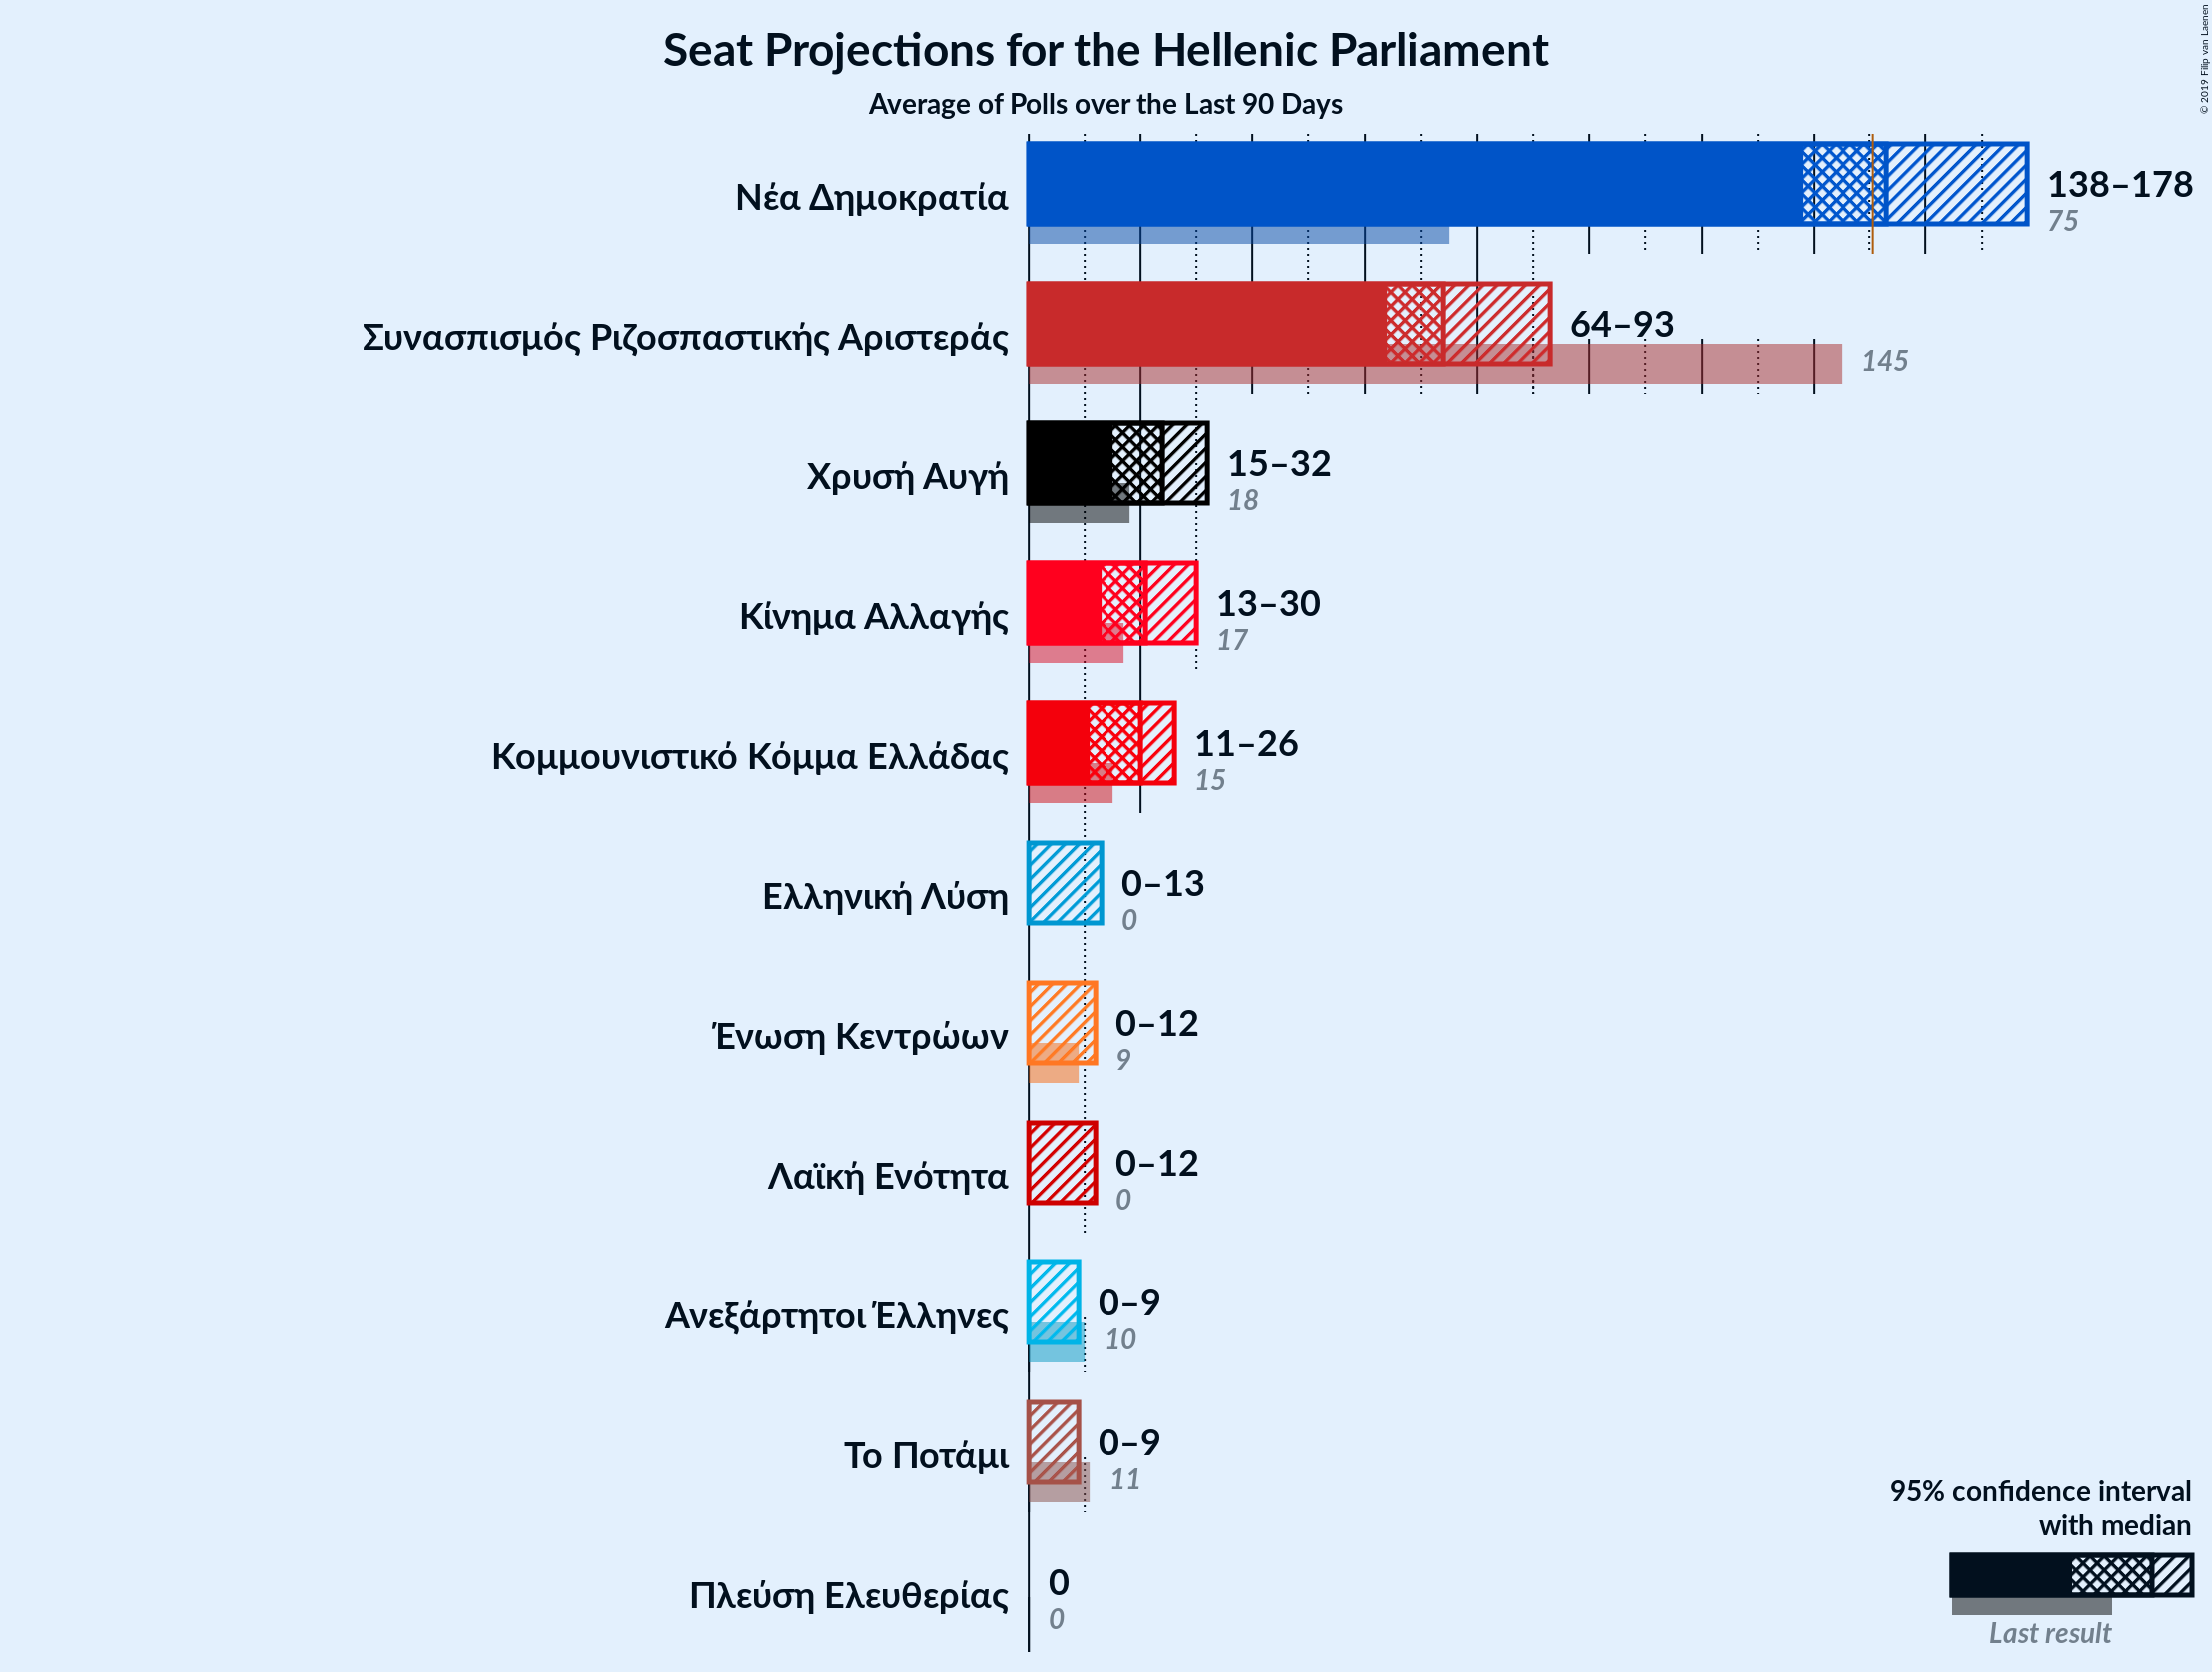 Seat Projections for the Hellenic Parliament
Average of Polls over the Last 90 Days
© 2019 Filip van Laenen
Νέα Δημοκρατία
138–178
75
Συνασπισμός Ριζοσπαστικής Αριστεράς
64–93
145
Χρυσή Αυγή
15–32
18
Κίνημα Αλλαγής
13–30
17
Κομμουνιστικό Κόμμα Ελλάδας
11–26
15
Ελληνική Λύση
0–13
0
Ένωση Κεντρώων
0–12
9
Λαϊκή Ενότητα
0–12
0
Ανεξάρτητοι Έλληνες
0–9
10
Το Ποτάμι
0–9
11
Πλεύση Ελευθερίας
0
0
95% confidence interval
with median
Last result